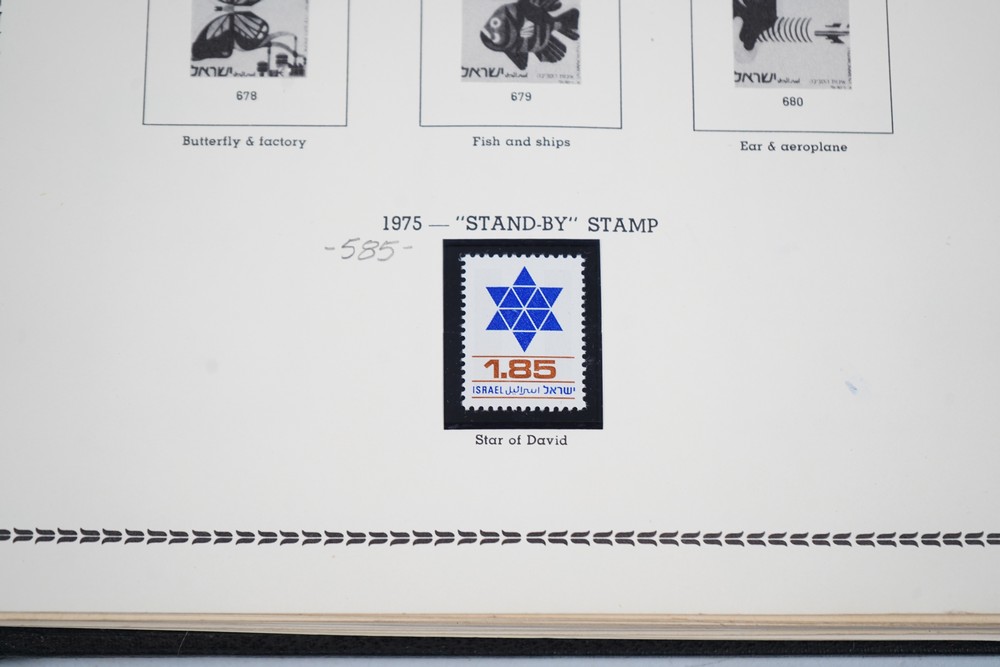 ישראל
ישראל
ישראל
678
679
680
Butterfly & factory
Fish and ships
Ear & aeroplane
1975 — "STAND-BY" STAMP
-585-
1.85
ISRAEL اسرائيل ישראל
Star of David